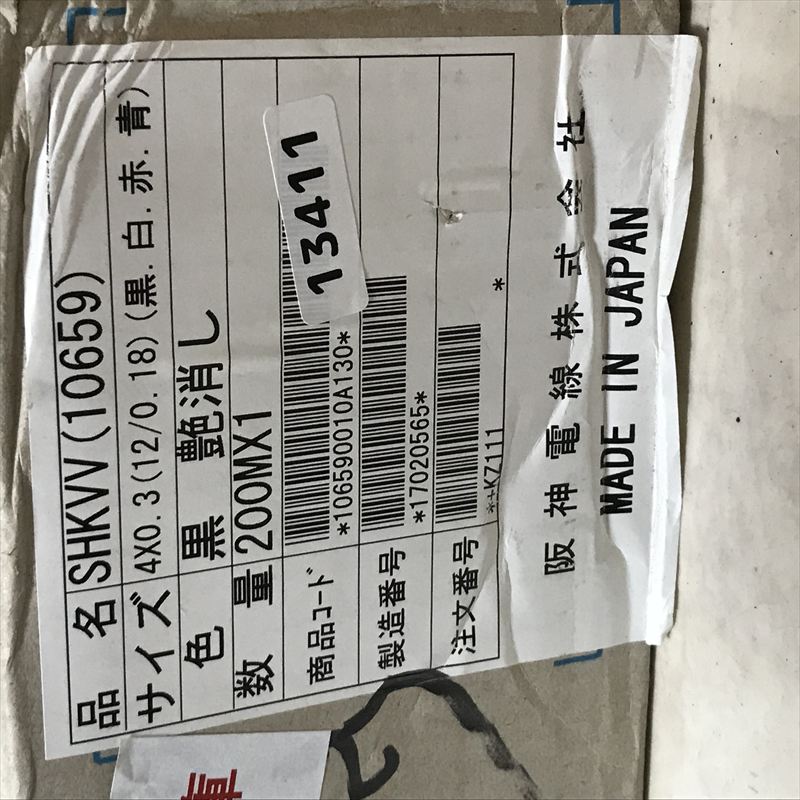 品 名 SHKVV(10659)
サイズ 4X0.3(12/0.18)(黒.白.赤.青)
色 黒 艶消し
数 量 200MX1
商品コード *106590010A130*
13411
製造番号 *17020565*
注文番号 *+KZ111 *
阪神電線株式会社
MADE IN JAPAN